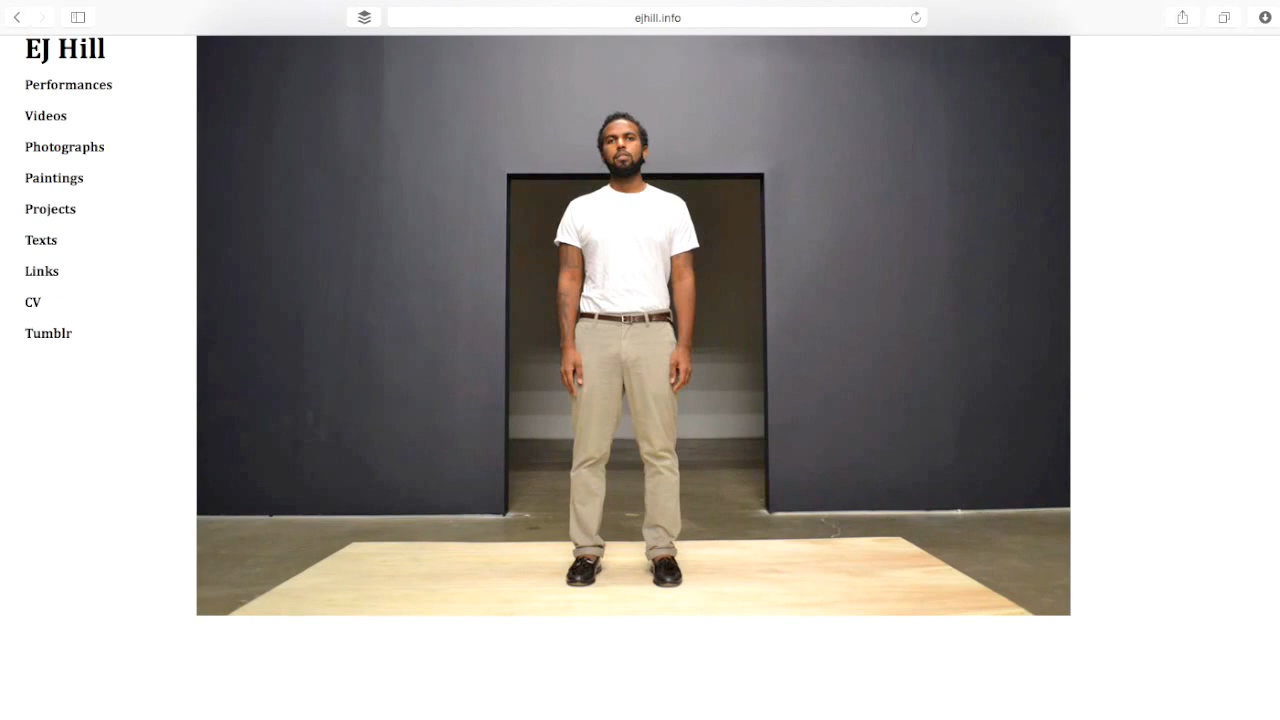 ejhill.info
EJ Hill
Performances
Videos
Photographs
Paintings
Projects
Texts
Links
CV
Tumblr